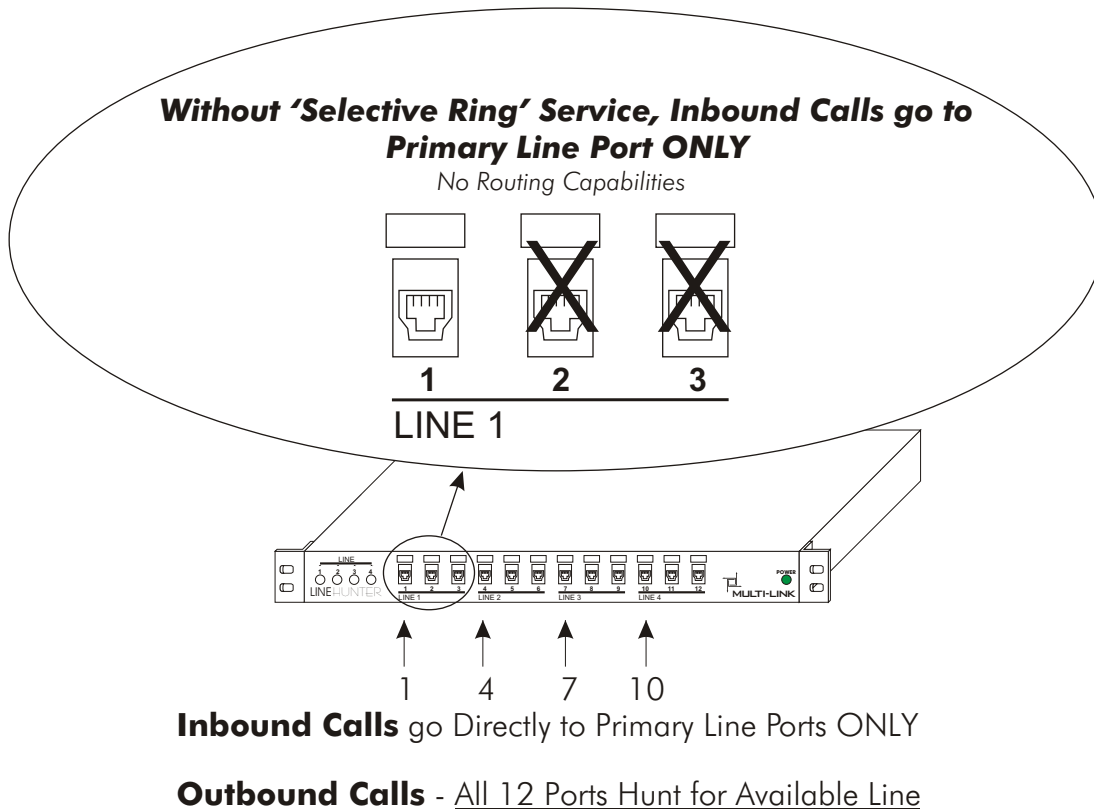 Without ‘Selective Ring’ Service, Inbound Calls go to
Primary Line Port ONLY
No Routing Capabilities
1 2 3
LINE 1
LINE
1 2 3 4
LINEHUNTER
1 2 3 4 5 6 7 8 9 10 11 12
LINE 1 LINE 2 LINE 3 LINE 4
POWER
MULTI-LINK
1 4 7 10
Inbound Calls go Directly to Primary Line Ports ONLY
Outbound Calls - All 12 Ports Hunt for Available Line